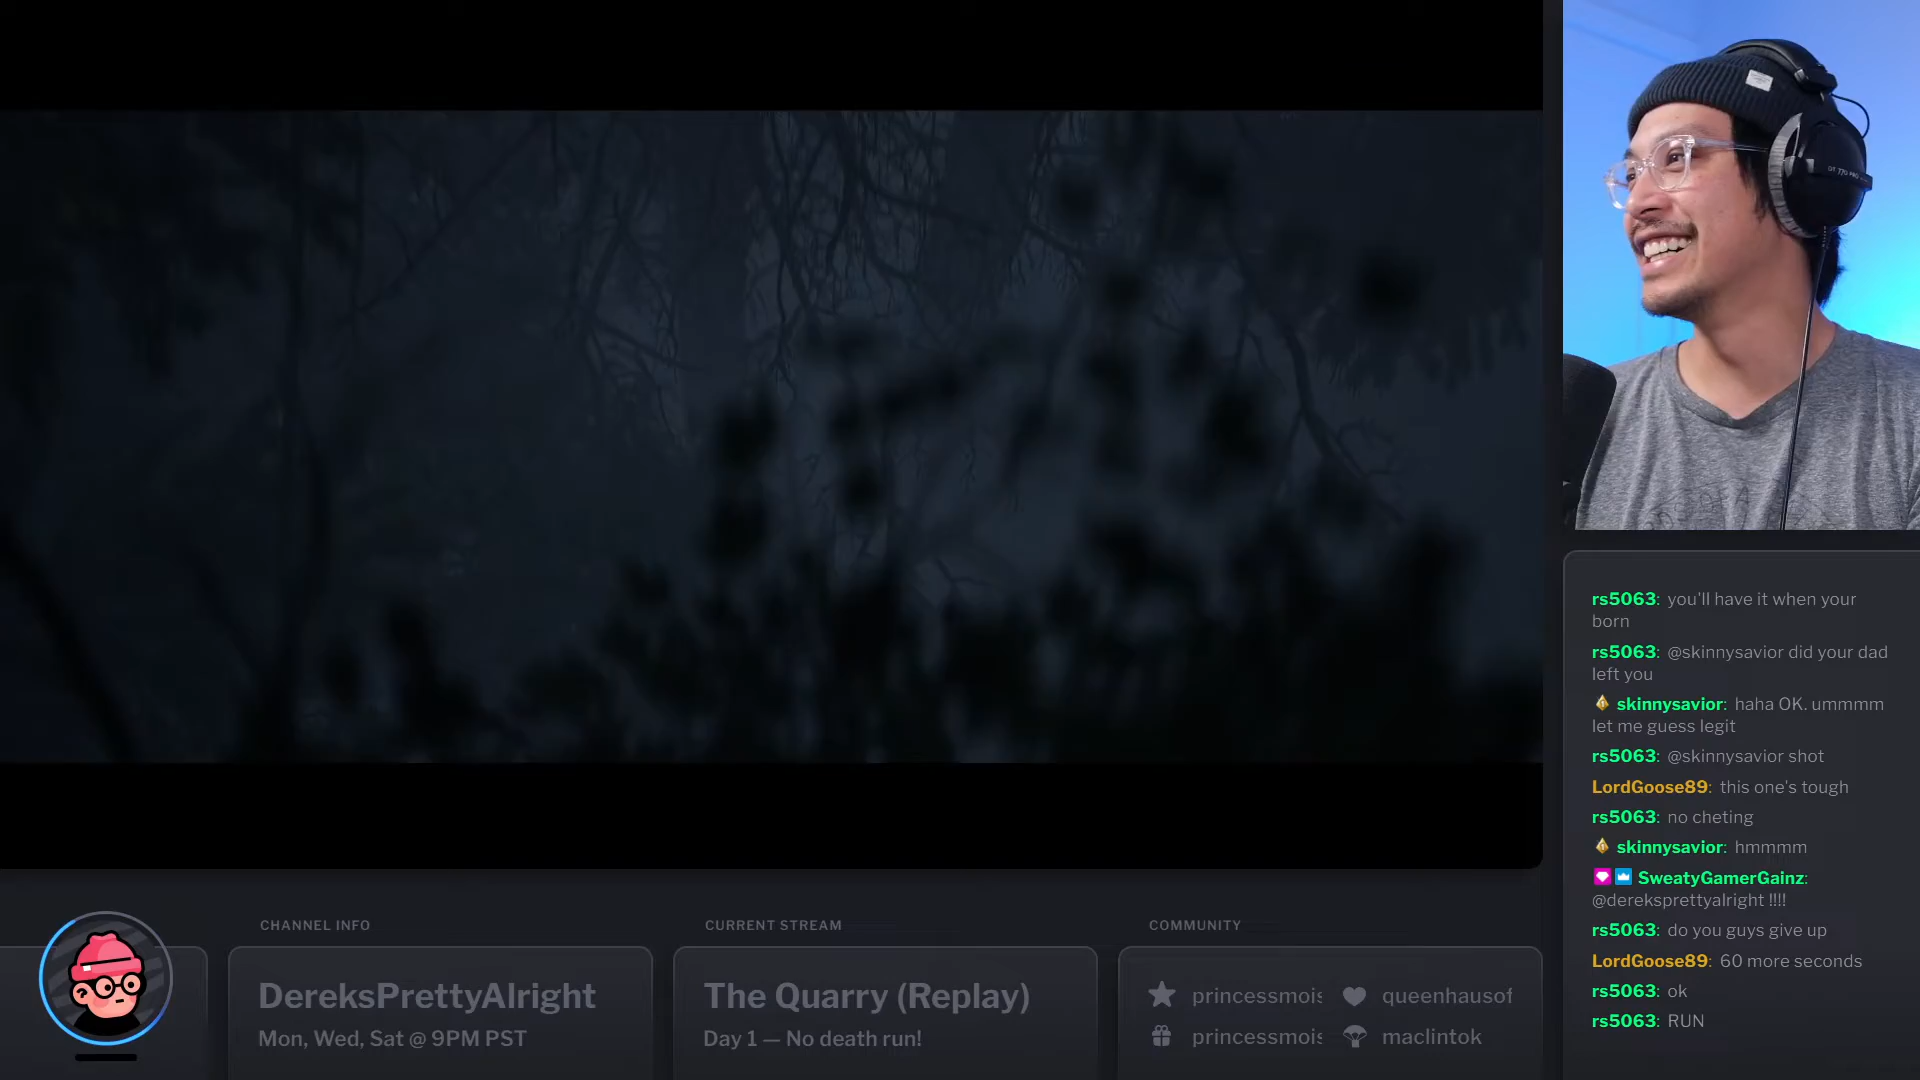 DT 770 PRO
rs5063: you'll have it when your
born
rs5063: @skinnysavior did your dad
left you
skinnysavior: haha OK. ummmm
let me guess legit
rs5063: @skinnysavior shot
LordGoose89: this one's tough
rs5063: no cheting
skinnysavior: hmmmm
SweatyGamerGainz:
@dereksprettyalright !!!!
rs5063: do you guys give up
LordGoose89: 60 more seconds
rs5063: ok
rs5063: RUN
CHANNEL INFO
DereksPrettyAlright
Mon, Wed, Sat @ 9PM PST
CURRENT STREAM
The Quarry (Replay)
Day 1 — No death run!
COMMUNITY
princessmois queenhausof
princessmois maclintok